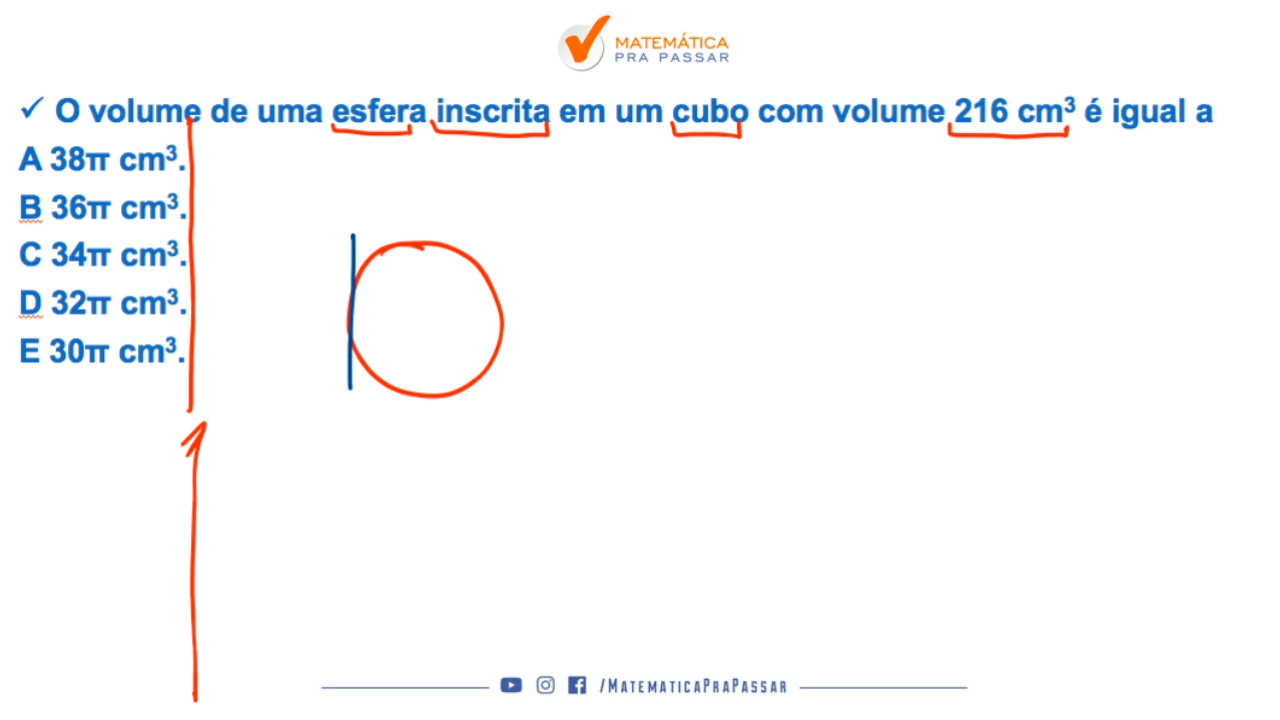 MATEMÁTICA
PRA PASSAR
✓ O volume de uma esfera inscrita em um cubo com volume 216 cm³ é igual a
A 38π cm³.
B 36π cm³.
C 34π cm³.
D 32π cm³.
E 30π cm³.
/MATEMATICAPRAPASSAR